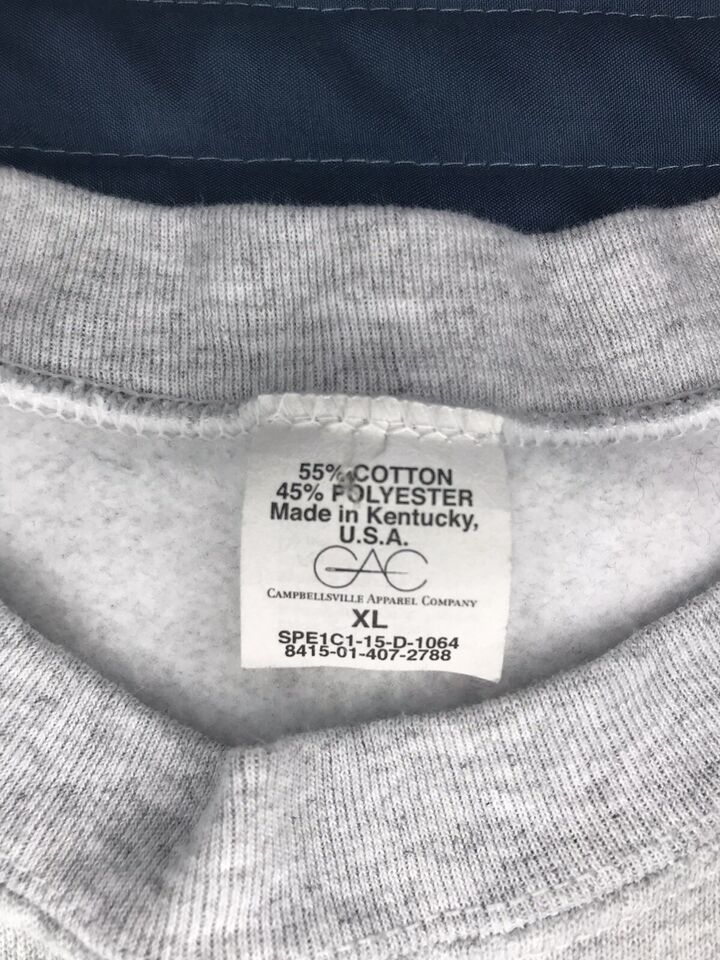 55% COTTON
45% POLYESTER
Made in Kentucky,
U.S.A.
CAC
CAMPBELLSVILLE APPAREL COMPANY
XL
SPE1C1-15-D-1064
8415-01-407-2788